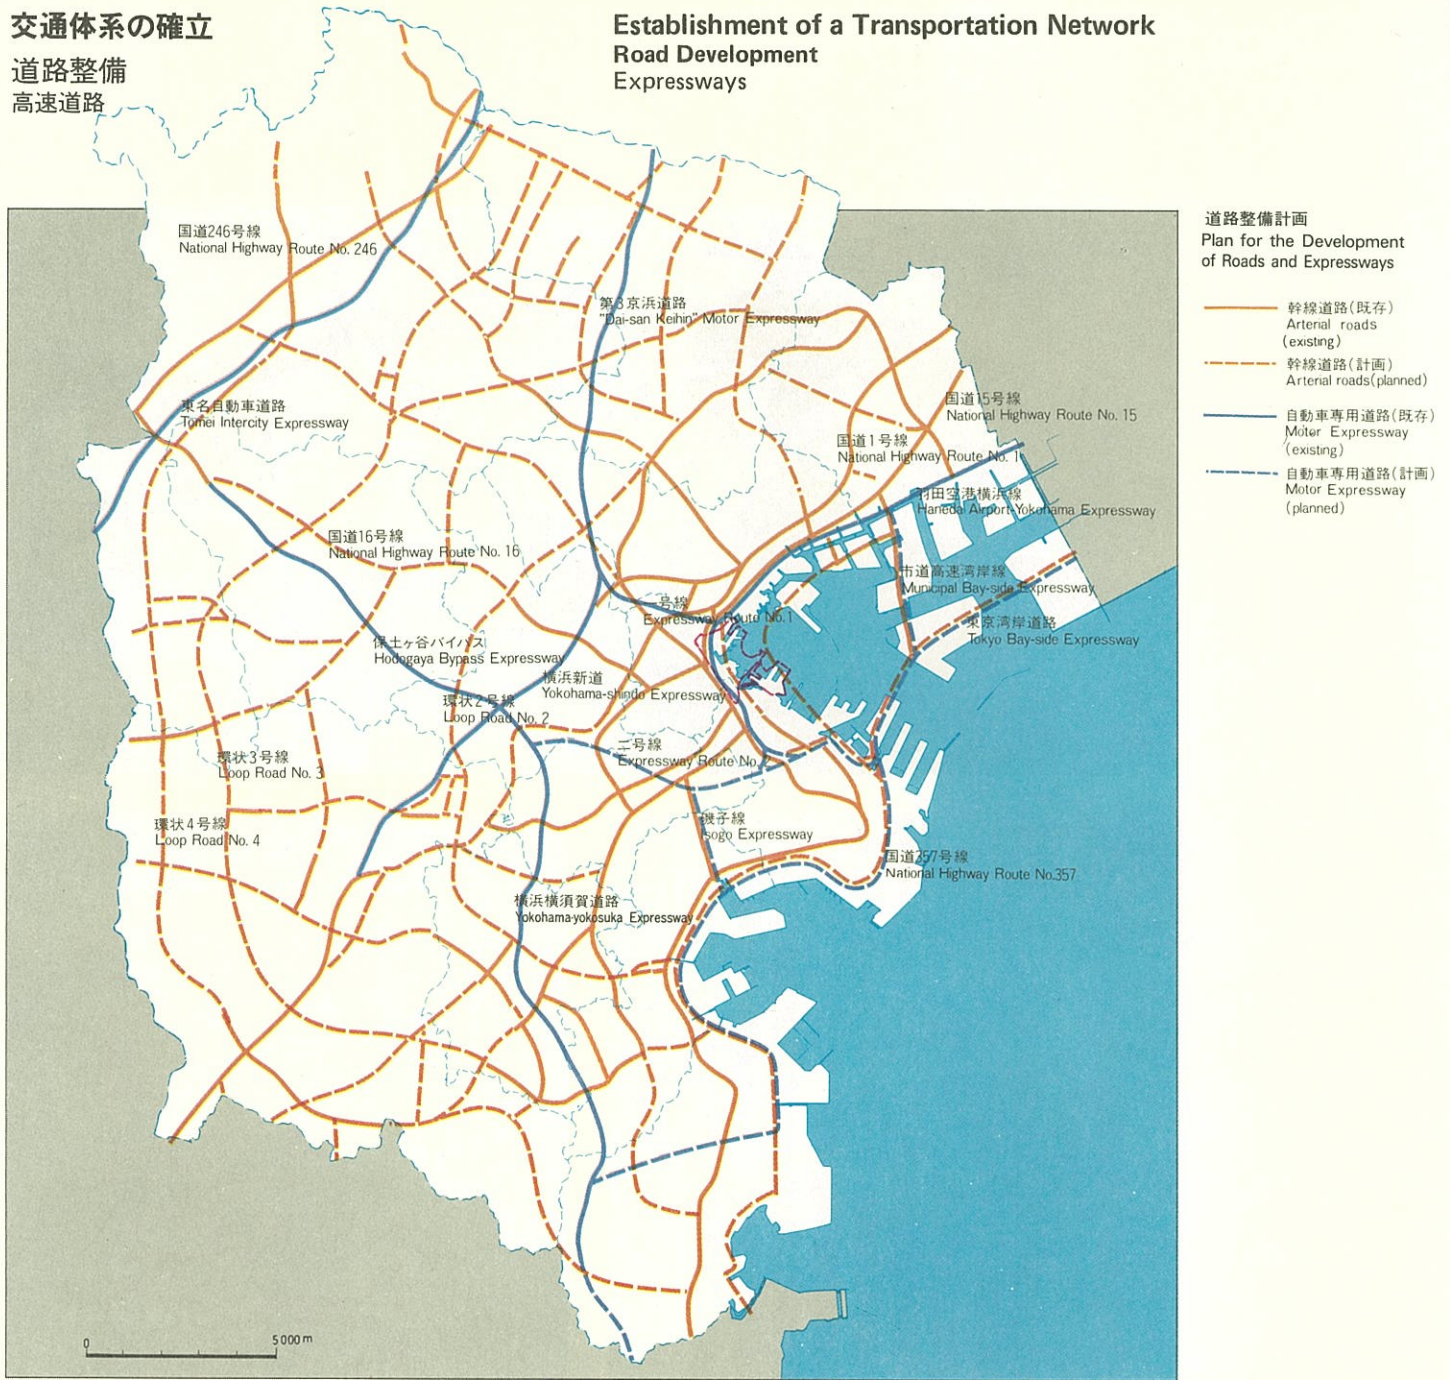 交通体系の確立
道路整備
高速道路
Establishment of a Transportation Network
Road Development
Expressways
国道246号線
National Highway Route No. 246
第3京浜道路
"Dai-san Keihin" Motor Expressway
東名自動車道路
Tomei Intercity Expressway
国道15号線
National Highway Route No. 15
国道1号線
National Highway Route No. 1
羽田空港横浜線
Haneda Airport-Yokohama Expressway
国道16号線
National Highway Route No. 16
市道高速湾岸線
Municipal Bay-side Expressway
一号線
Expressway Route No.1
東京湾岸道路
Tokyo Bay-side Expressway
保土ヶ谷バイパス
Hodogaya Bypass Expressway
横浜新道
Yokohama-shindo Expressway
環状2号線
Loop Road No. 2
二号線
Expressway Route No. 2
環状3号線
Loop Road No. 3
環状4号線
Loop Road No. 4
磯子線
Isogo Expressway
国道357号線
National Highway Route No.357
横浜横須賀道路
Yokohama-yokosuka Expressway
0 5000m
道路整備計画
Plan for the Development
of Roads and Expressways
幹線道路(既存)
Arterial roads
(existing)
幹線道路(計画)
Arterial roads(planned)
自動車専用道路(既存)
Motor Expressway
(existing)
自動車専用道路(計画)
Motor Expressway
(planned)